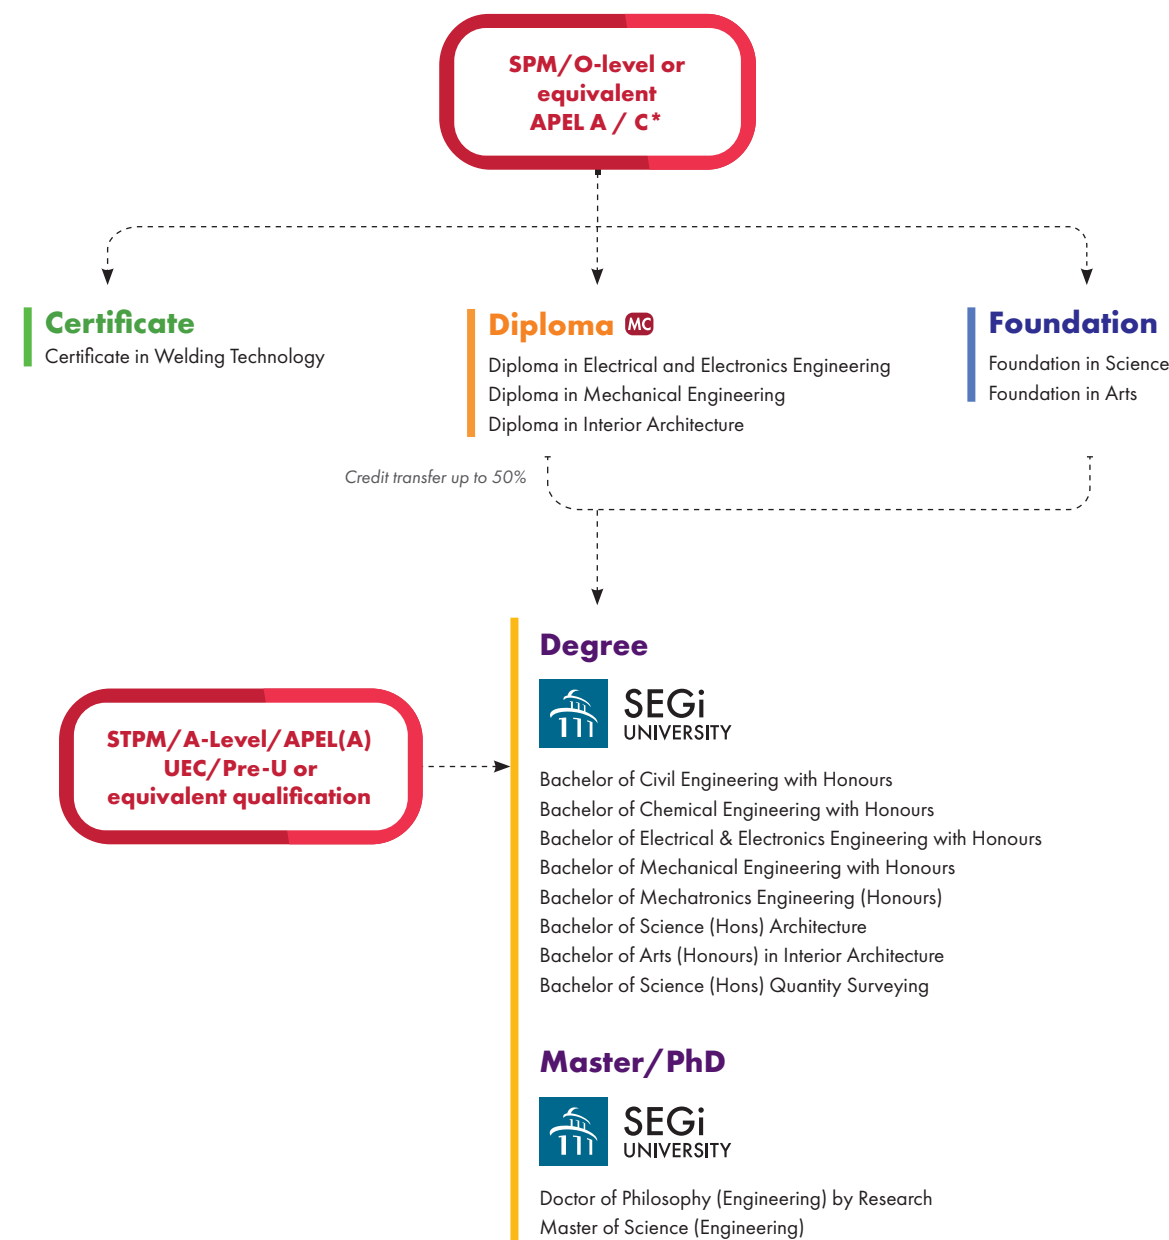 SPM/O-level or
equivalent
APEL A / C*
Certificate
Certificate in Welding Technology
Diploma MC
Diploma in Electrical and Electronics Engineering
Diploma in Mechanical Engineering
Diploma in Interior Architecture
Foundation
Foundation in Science
Foundation in Arts
Credit transfer up to 50%
STPM/A-Level/APEL(A)
UEC/Pre-U or
equivalent qualification
Degree
SEGi
UNIVERSITY
Bachelor of Civil Engineering with Honours
Bachelor of Chemical Engineering with Honours
Bachelor of Electrical & Electronics Engineering with Honours
Bachelor of Mechanical Engineering with Honours
Bachelor of Mechatronics Engineering (Honours)
Bachelor of Science (Hons) Architecture
Bachelor of Arts (Honours) in Interior Architecture
Bachelor of Science (Hons) Quantity Surveying
Master/PhD
SEGi
UNIVERSITY
Doctor of Philosophy (Engineering) by Research
Master of Science (Engineering)